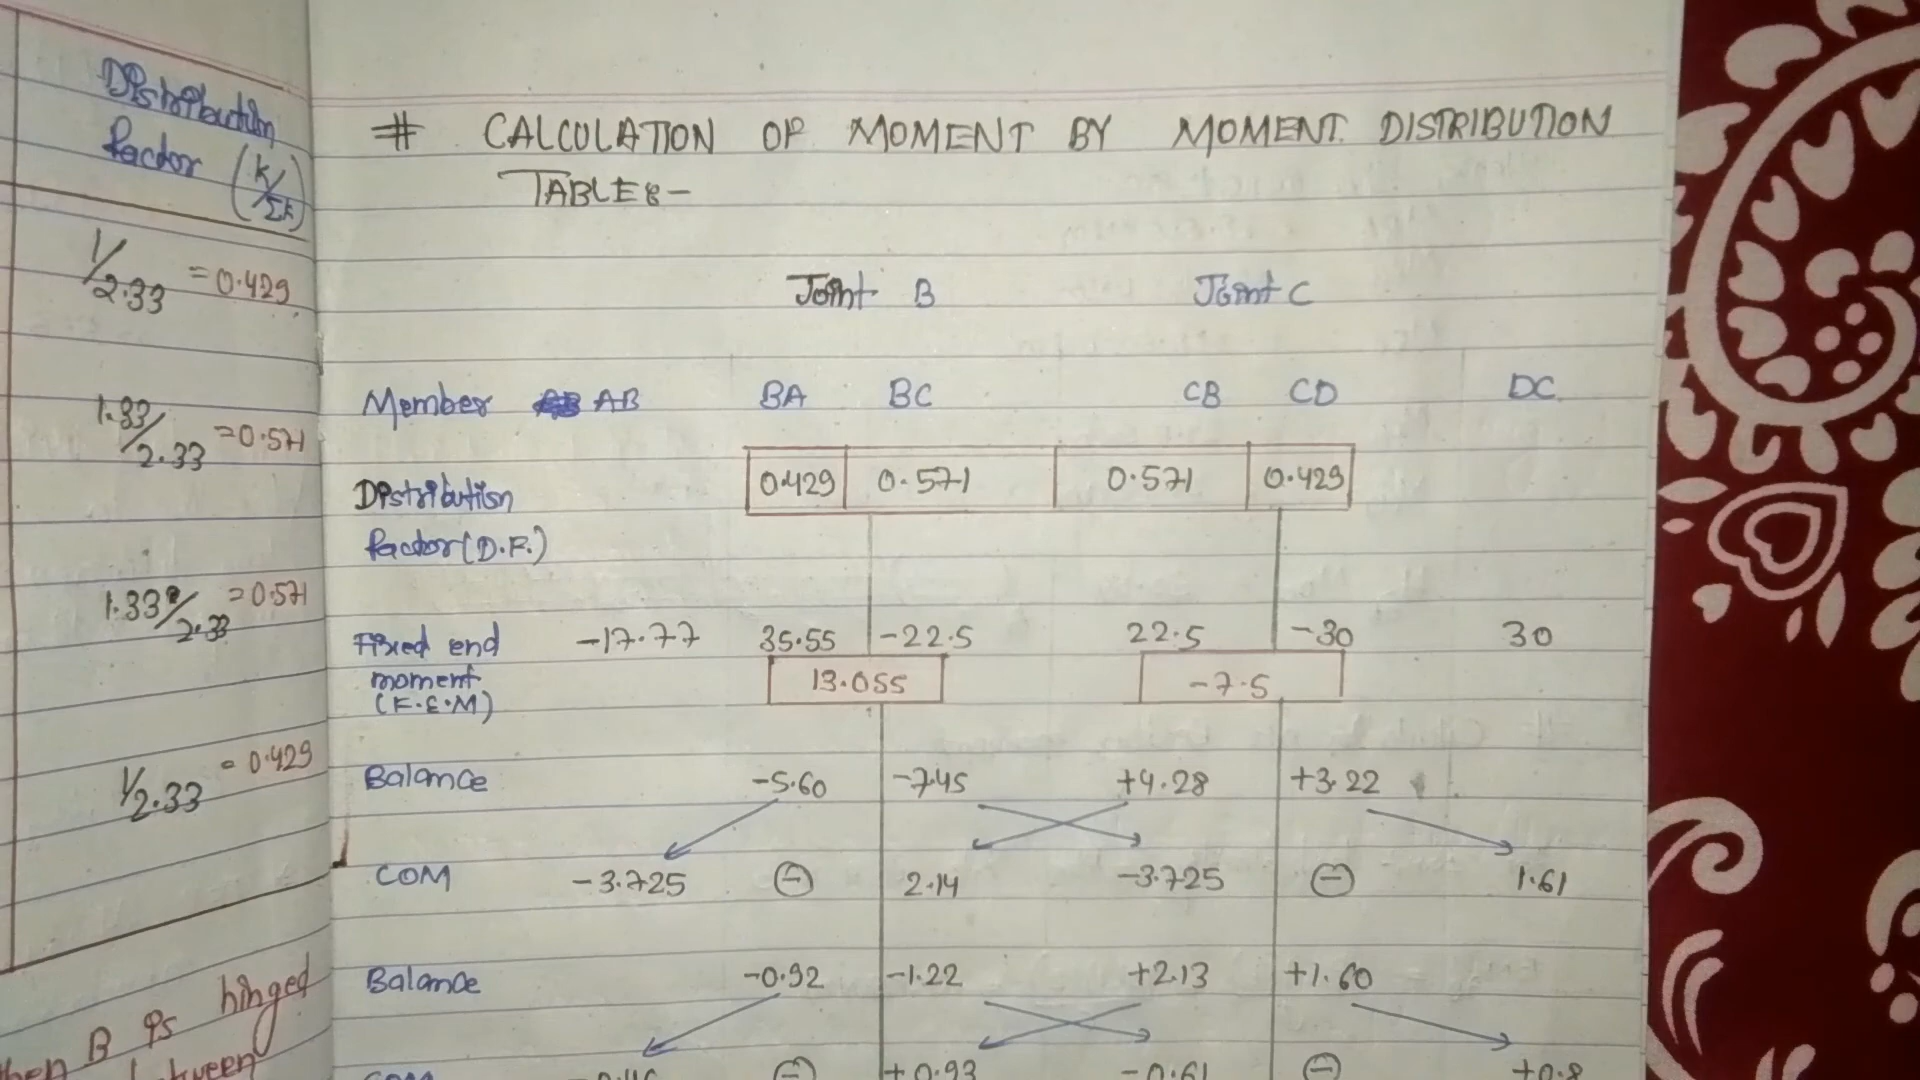 Distribution
factor (K/ΣK)
1/2.33 = 0.429
1.33/2.33 = 0.571
1.33/2.33 = 0.571
1/2.33 = 0.429
B is hinged
# CALCULATION OF MOMENT BY MOMENT DISTRIBUTION
TABLE:-
Joint B Joint C
Member AB BA BC CB CD DC
Distribution 0.429 0.571 0.571 0.429
factor (D.F.)
Fixed end -17.77 35.55 -22.5 22.5 -30 30
moment 13.055 -7.5
(F.E.M)
Balance -5.60 -7.45 +4.28 +3.22
COM -3.725 (-) 2.14 -3.725 (-) 1.61
Balance -0.92 -1.22 +2.13 +1.60
COM (-) +0.93 -0.61 (-) +0.8